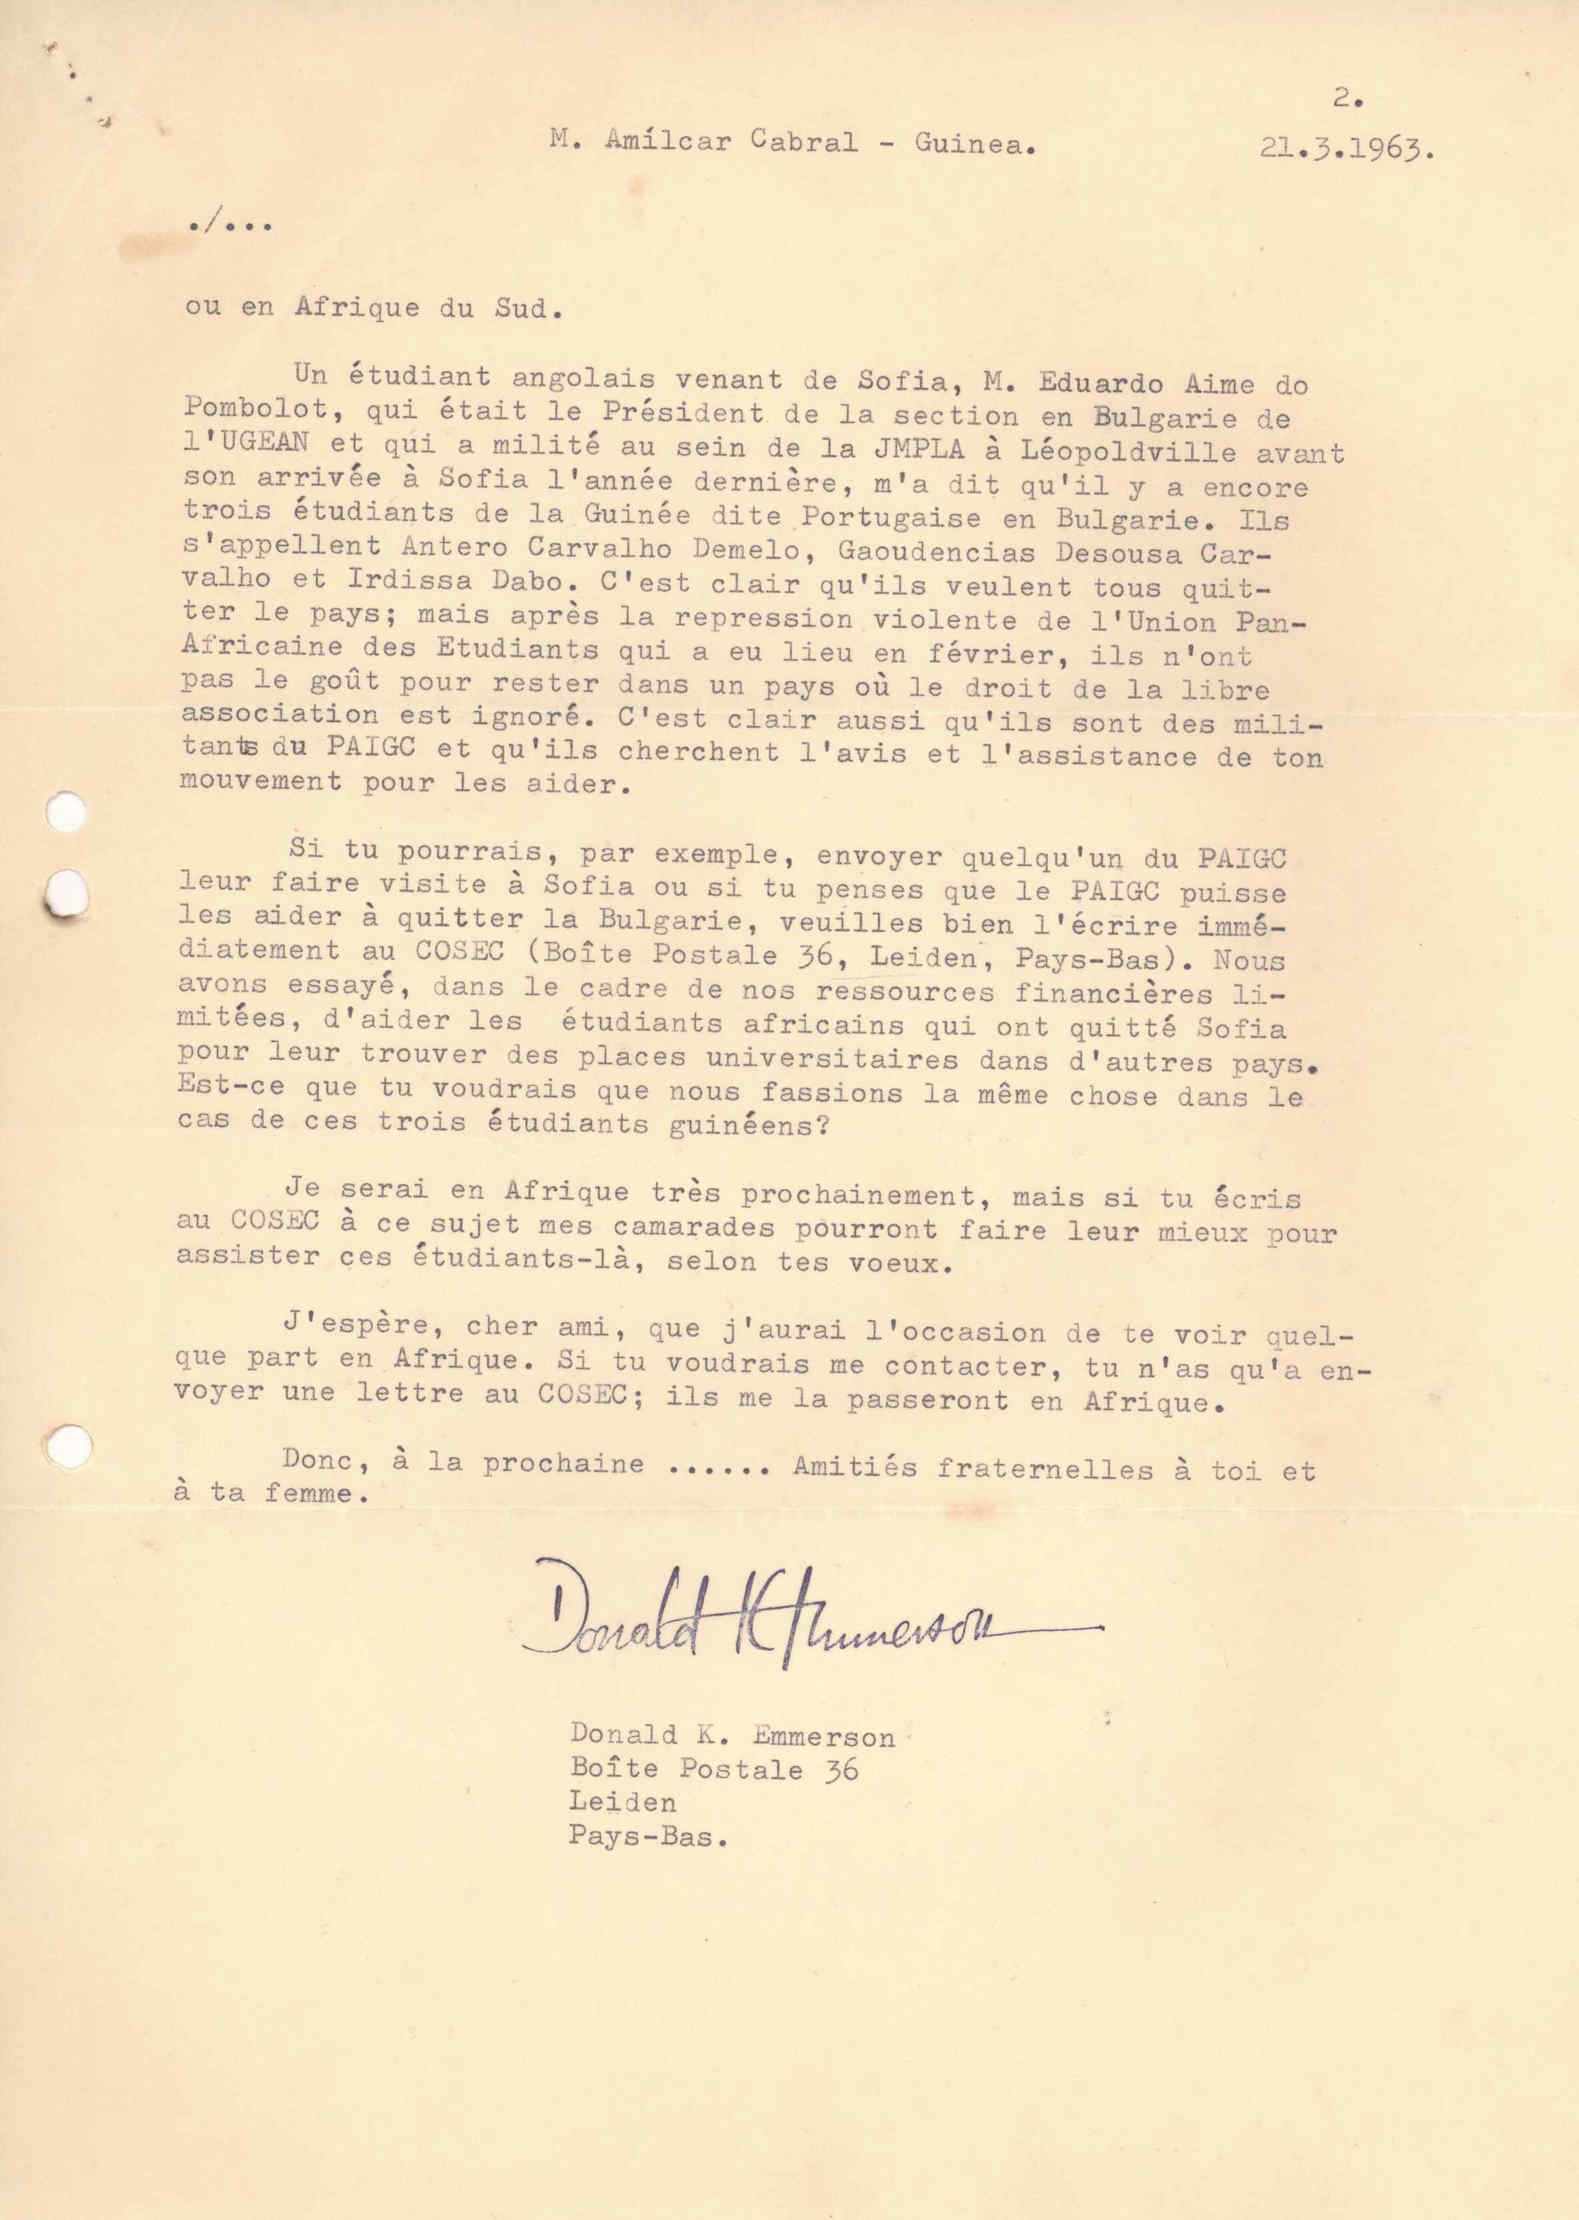 2.
M. Amílcar Cabral - Guinea.
21.3.1963.
./...
ou en Afrique du Sud.
Un étudiant angolais venant de Sofia, M. Eduardo Aime do
Pombolot, qui était le Président de la section en Bulgarie de
l'UGEAN et qui a milité au sein de la JMPLA à Léopoldville avant
son arrivée à Sofia l'année dernière, m'a dit qu'il y a encore
trois étudiants de la Guinée dite Portugaise en Bulgarie. Ils
s'appellent Antero Carvalho Demelo, Gaoudencias Desousa Car-
valho et Irdissa Dabo. C'est clair qu'ils veulent tous quit-
ter le pays; mais après la repression violente de l'Union Pan-
Africaine des Etudiants qui a eu lieu en février, ils n'ont
pas le goût pour rester dans un pays où le droit de la libre
association est ignoré. C'est clair aussi qu'ils sont des mili-
tants du PAIGC et qu'ils cherchent l'avis et l'assistance de ton
mouvement pour les aider.
Si tu pourrais, par exemple, envoyer quelqu'un du PAIGC
leur faire visite à Sofia ou si tu penses que le PAIGC puisse
les aider à quitter la Bulgarie, veuilles bien l'écrire immé-
diatement au COSEC (Boîte Postale 36, Leiden, Pays-Bas). Nous
avons essayé, dans le cadre de nos ressources financières li-
mitées, d'aider les étudiants africains qui ont quitté Sofia
pour leur trouver des places universitaires dans d'autres pays.
Est-ce que tu voudrais que nous fassions la même chose dans le
cas de ces trois étudiants guinéens?
Je serai en Afrique très prochainement, mais si tu écris
au COSEC à ce sujet mes camarades pourront faire leur mieux pour
assister ces étudiants-là, selon tes voeux.
J'espère, cher ami, que j'aurai l'occasion de te voir quel-
que part en Afrique. Si tu voudrais me contacter, tu n'as qu'a en-
voyer une lettre au COSEC; ils me la passeront en Afrique.
Donc, à la prochaine ...... Amitiés fraternelles à toi et
à ta femme.
Donald K Emmerson
Donald K. Emmerson
Boîte Postale 36
Leiden
Pays-Bas.